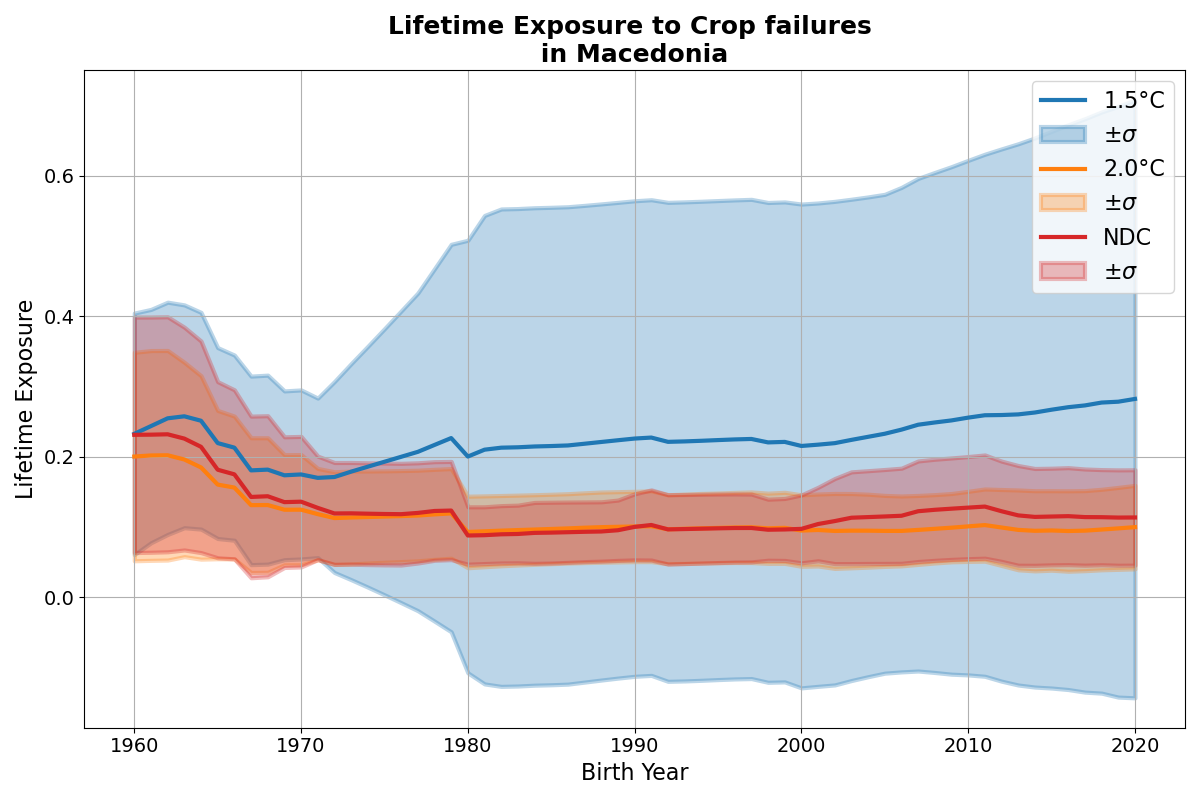 Lifetime Exposure to Crop failures
in Macedonia
Lifetime Exposure
0.6
0.4
0.2
0.0
1960
1970
1980
1990
2000
2010
2020
Birth Year
1.5°C
±σ
2.0°C
±σ
NDC
±σ